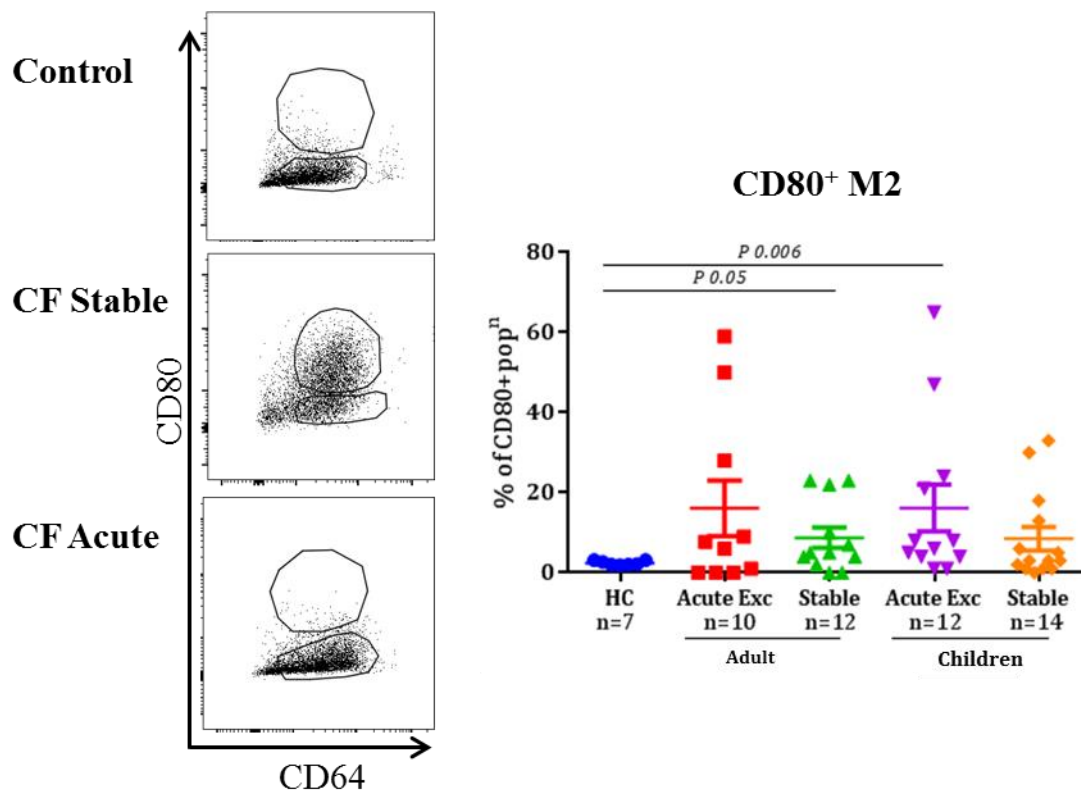 Control
CF Stable
CF Acute
CD80
CD64
CD80⁺ M2
P 0.006
P 0.05
% of CD80+popⁿ
80
60
40
20
0
HC Acute Exc Stable Acute Exc Stable
n=7 n=10 n=12 n=12 n=14
Adult Children